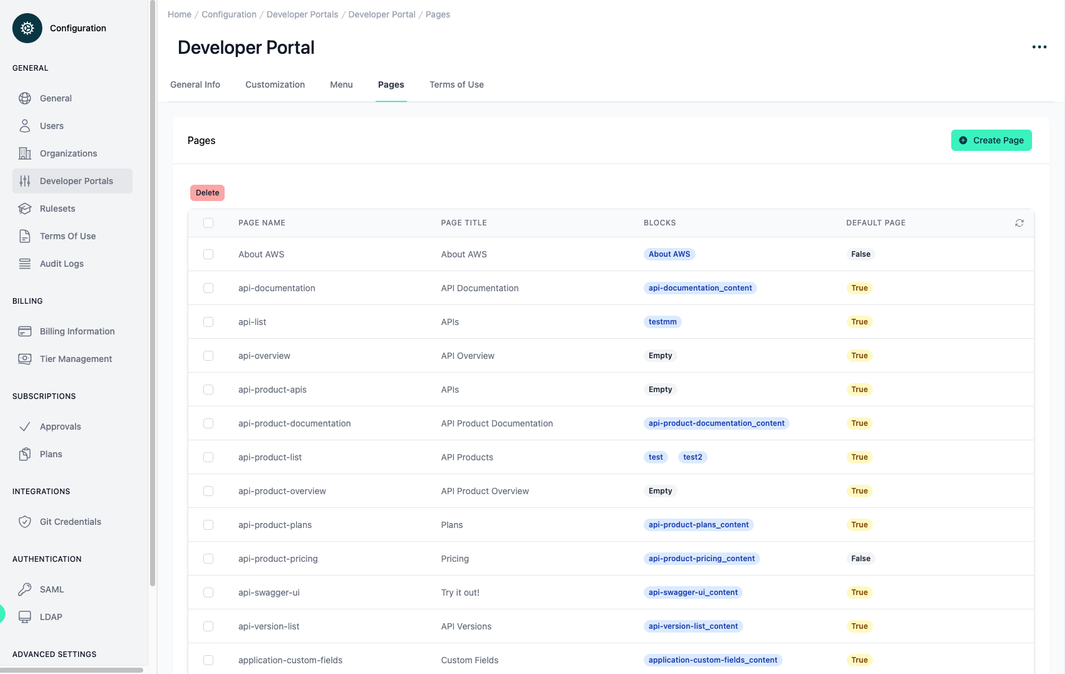 Configuration
GENERAL
General
Users
Organizations
Developer Portals
Rulesets
Terms Of Use
Audit Logs
BILLING
Billing Information
Tier Management
SUBSCRIPTIONS
Approvals
Plans
INTEGRATIONS
Git Credentials
AUTHENTICATION
SAML
LDAP
ADVANCED SETTINGS
Home / Configuration / Developer Portals / Developer Portal / Pages
Developer Portal
General Info Customization Menu Pages Terms of Use
Pages Create Page
Delete
PAGE NAME PAGE TITLE BLOCKS DEFAULT PAGE
About AWS About AWS About AWS False
api-documentation API Documentation api-documentation_content True
api-list APIs testmm True
api-overview API Overview Empty True
api-product-apis APIs Empty True
api-product-documentation API Product Documentation api-product-documentation_content True
api-product-list API Products test test2 True
api-product-overview API Product Overview Empty True
api-product-plans Plans api-product-plans_content True
api-product-pricing Pricing api-product-pricing_content False
api-swagger-ui Try it out! api-swagger-ui_content True
api-version-list API Versions api-version-list_content True
application-custom-fields Custom Fields application-custom-fields_content True